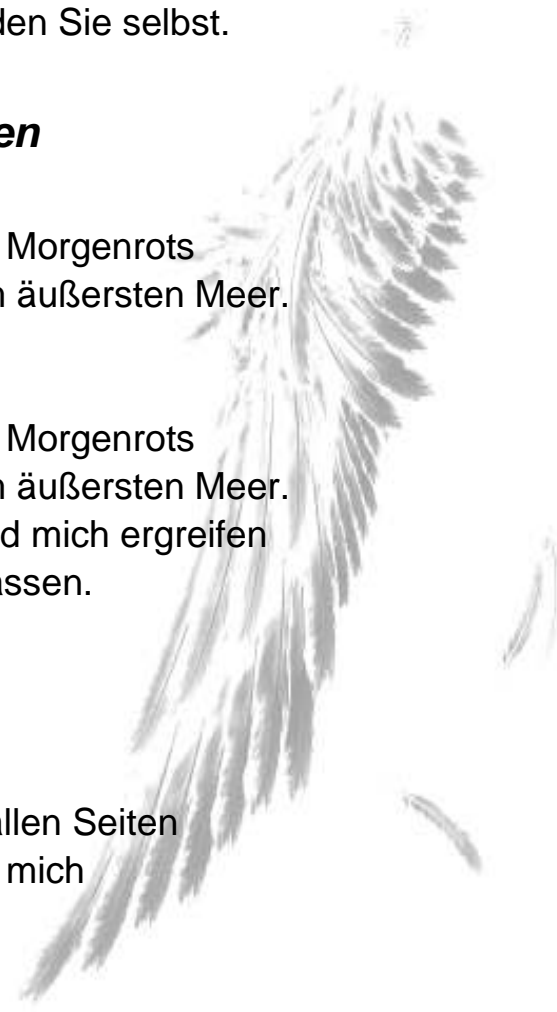 den Sie selbst.
en
Morgenrots
n äußersten Meer.
Morgenrots
n äußersten Meer.
d mich ergreifen
assen.
allen Seiten
mich